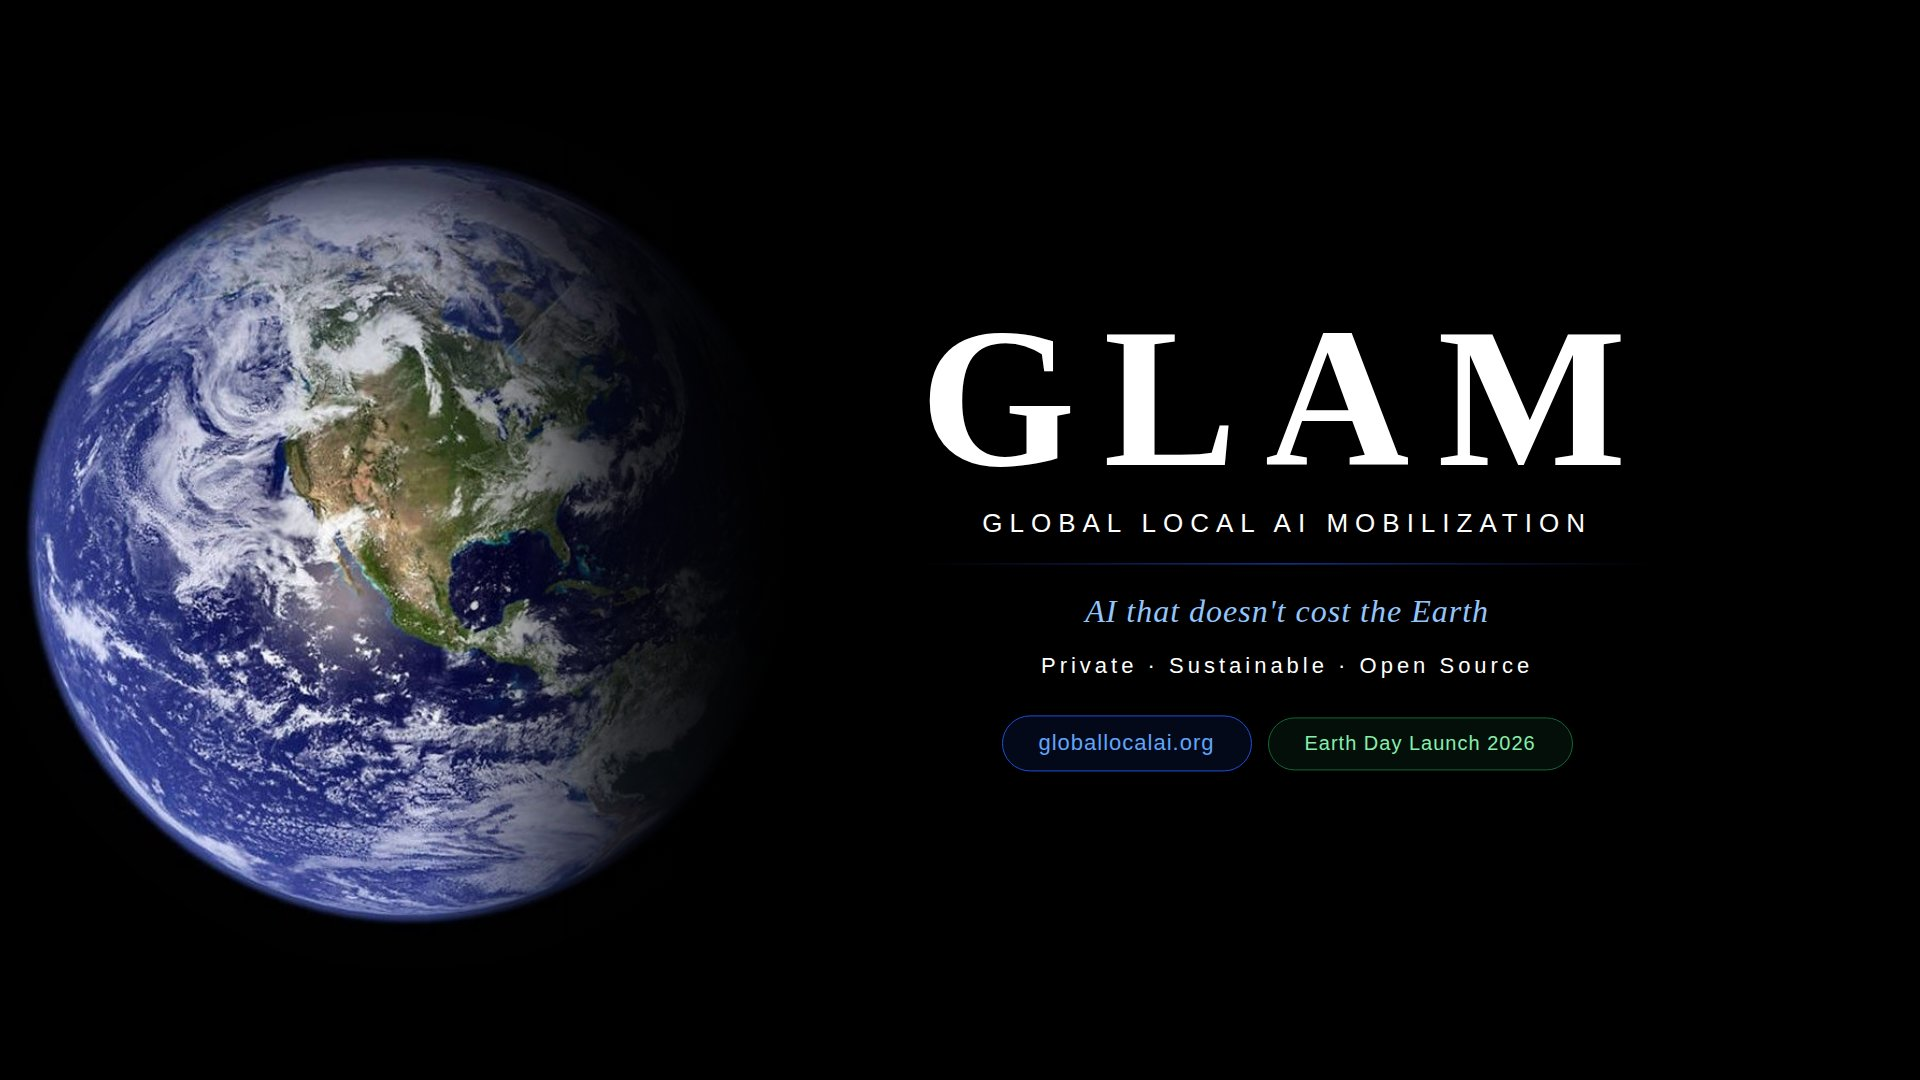 GLAM
GLOBAL LOCAL AI MOBILIZATION
AI that doesn't cost the Earth
Private · Sustainable · Open Source
globallocalai.org
Earth Day Launch 2026